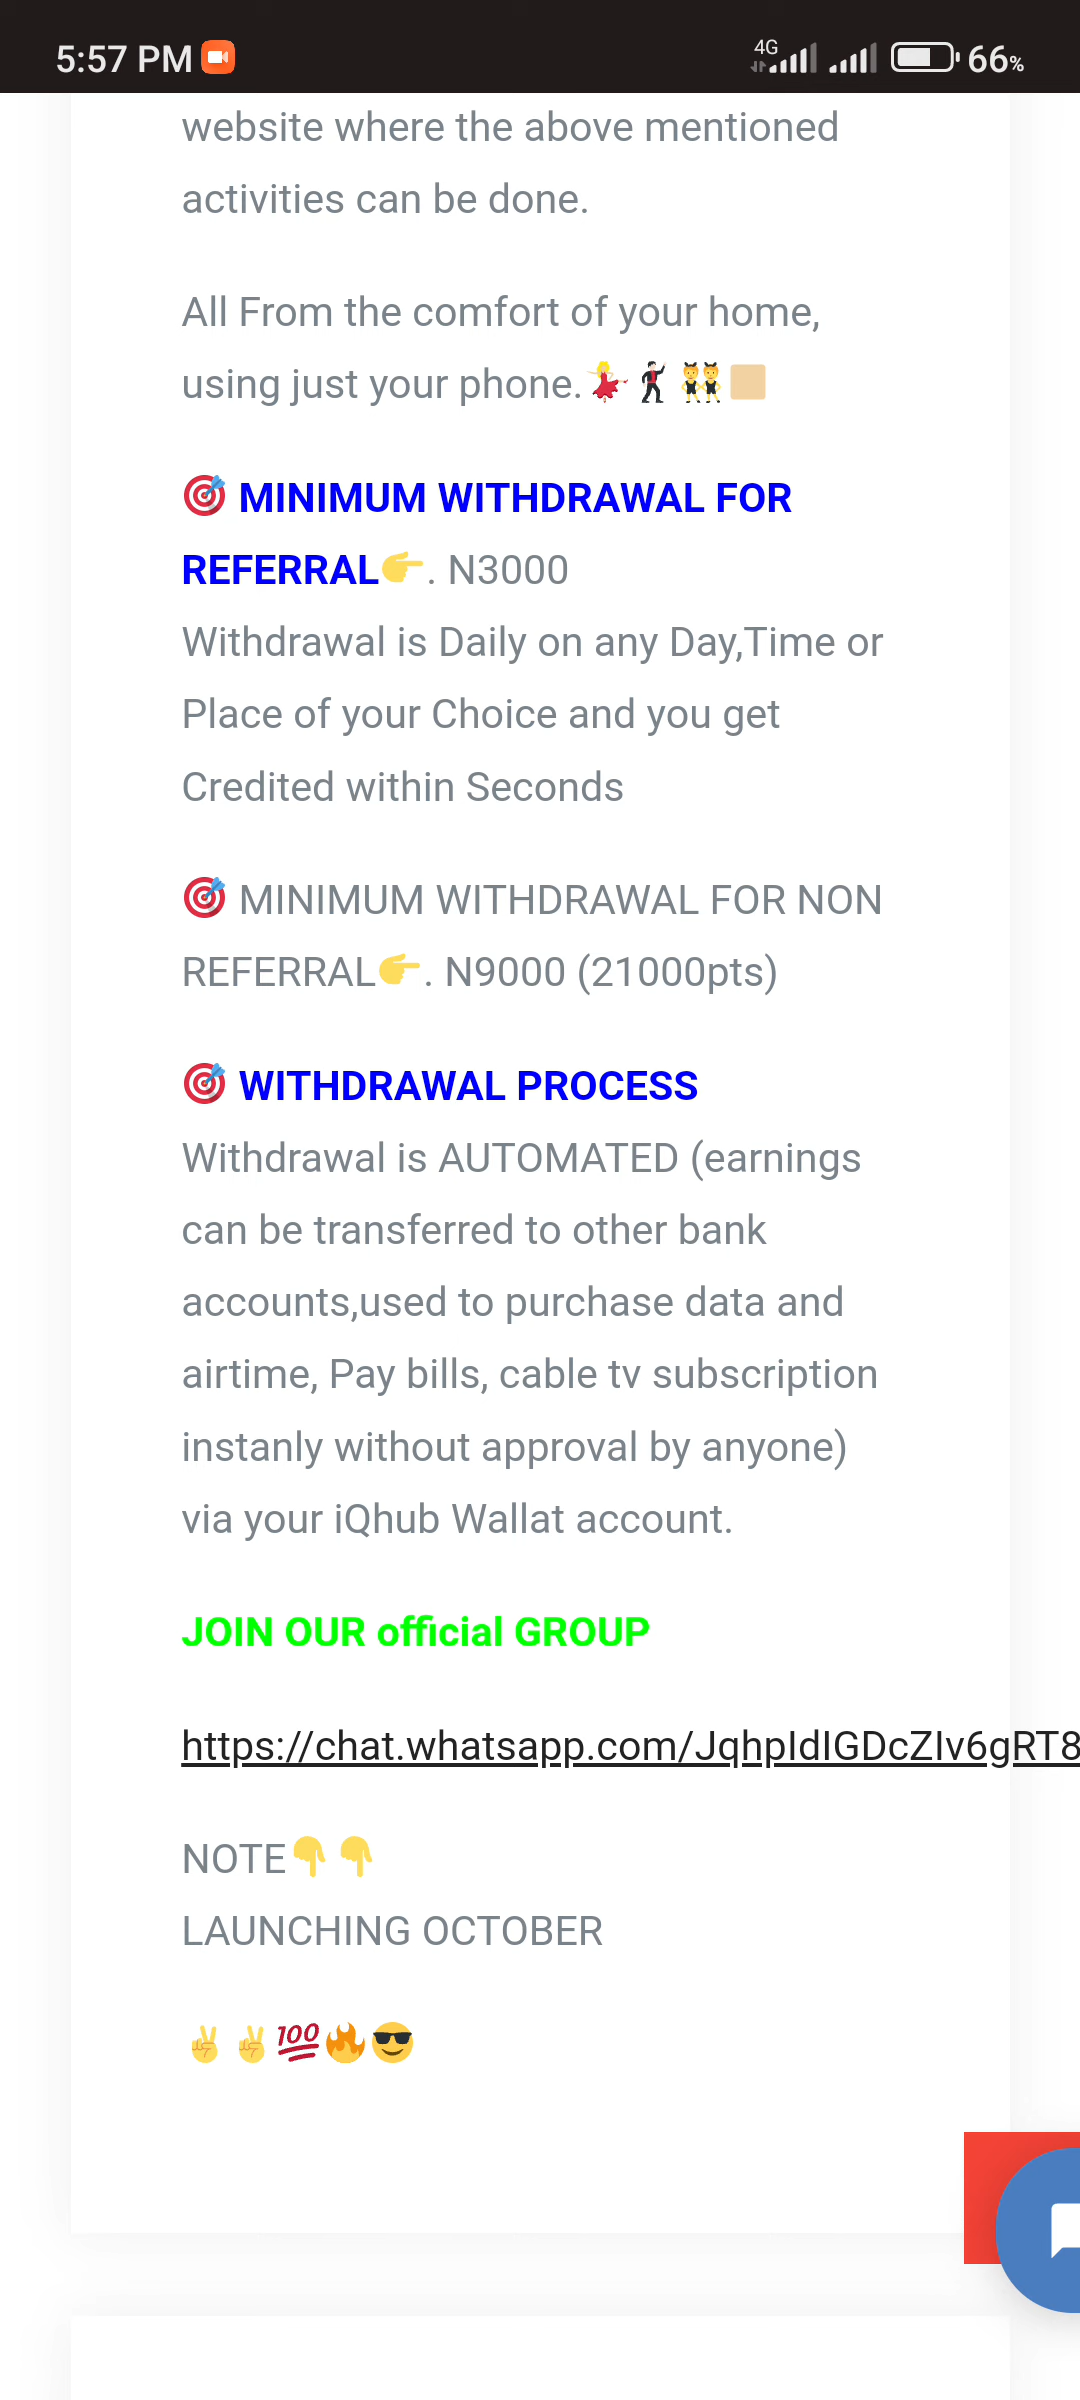 5:57 PM 4G 66%
website where the above mentioned
activities can be done.
All From the comfort of your home,
using just your phone.💃🕺👯🏼
🎯 MINIMUM WITHDRAWAL FOR
REFERRAL👉. N3000
Withdrawal is Daily on any Day,Time or
Place of your Choice and you get
Credited within Seconds
🎯 MINIMUM WITHDRAWAL FOR NON
REFERRAL👉. N9000 (21000pts)
🎯 WITHDRAWAL PROCESS
Withdrawal is AUTOMATED (earnings
can be transferred to other bank
accounts,used to purchase data and
airtime, Pay bills, cable tv subscription
instanly without approval by anyone)
via your iQhub Wallat account.
JOIN OUR official GROUP
https://chat.whatsapp.com/JqhpIdIGDcZIv6gRT8
NOTE👇👇
LAUNCHING OCTOBER
✌✌💯🔥😎